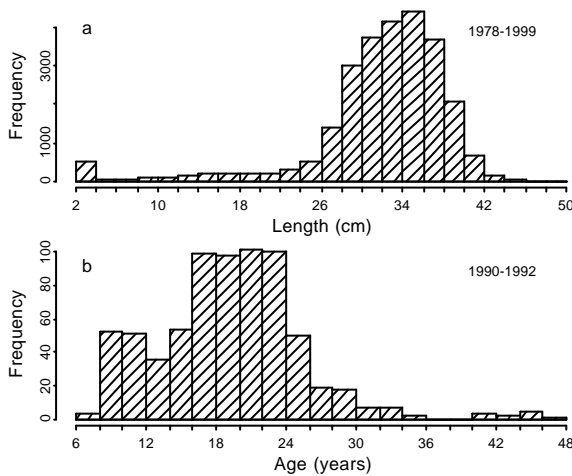 a
1978-1999
Frequency
0 1000 3000
2 10 18 26 34 42 50
Length (cm)
b
1990-1992
Frequency
0 20 40 60 80 100
6 12 18 24 30 36 42 48
Age (years)